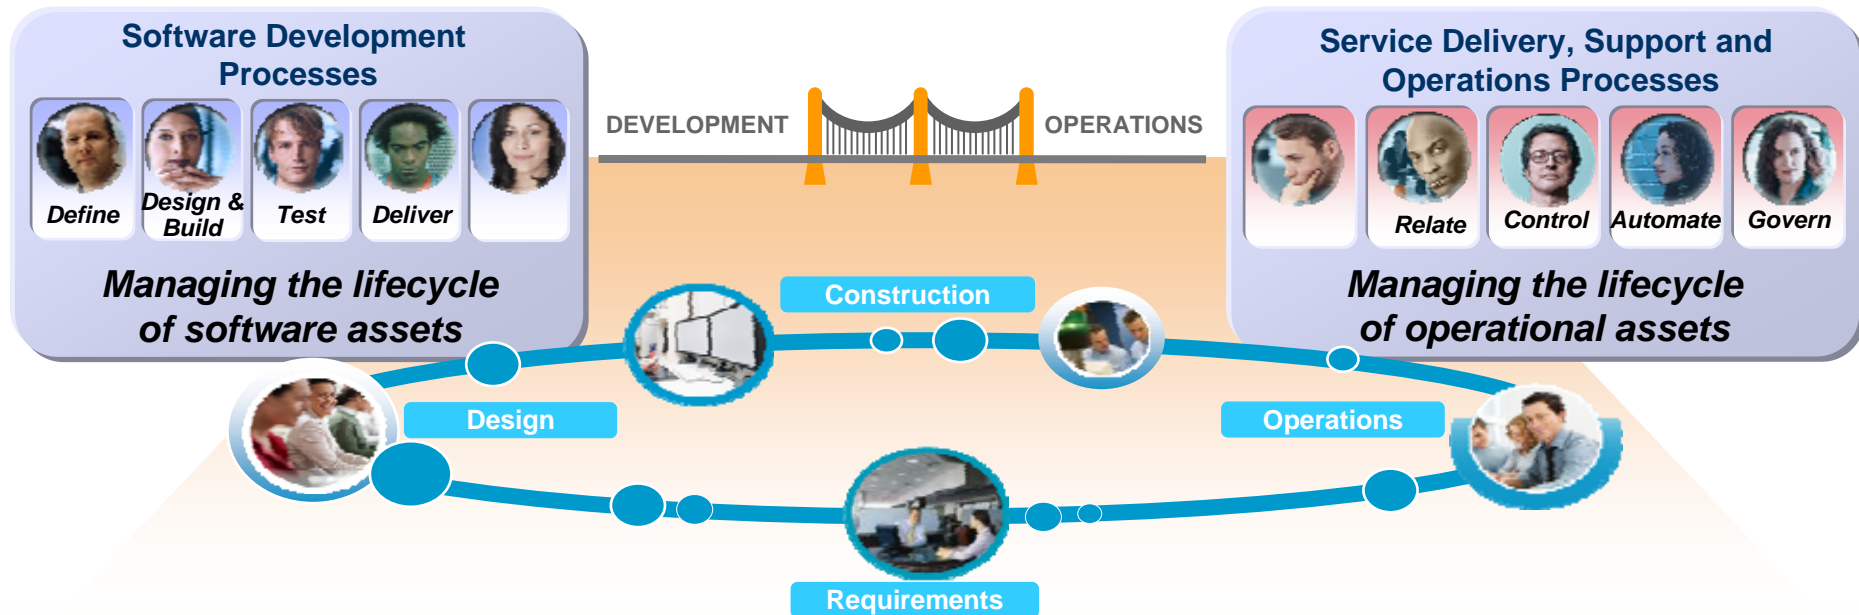 Software Development
Processes
Define
Design &
Build
Test
Deliver
Managing the lifecycle
of software assets
DEVELOPMENT
OPERATIONS
Service Delivery, Support and
Operations Processes
Relate
Control
Automate
Govern
Managing the lifecycle
of operational assets
Construction
Design
Operations
Requirements